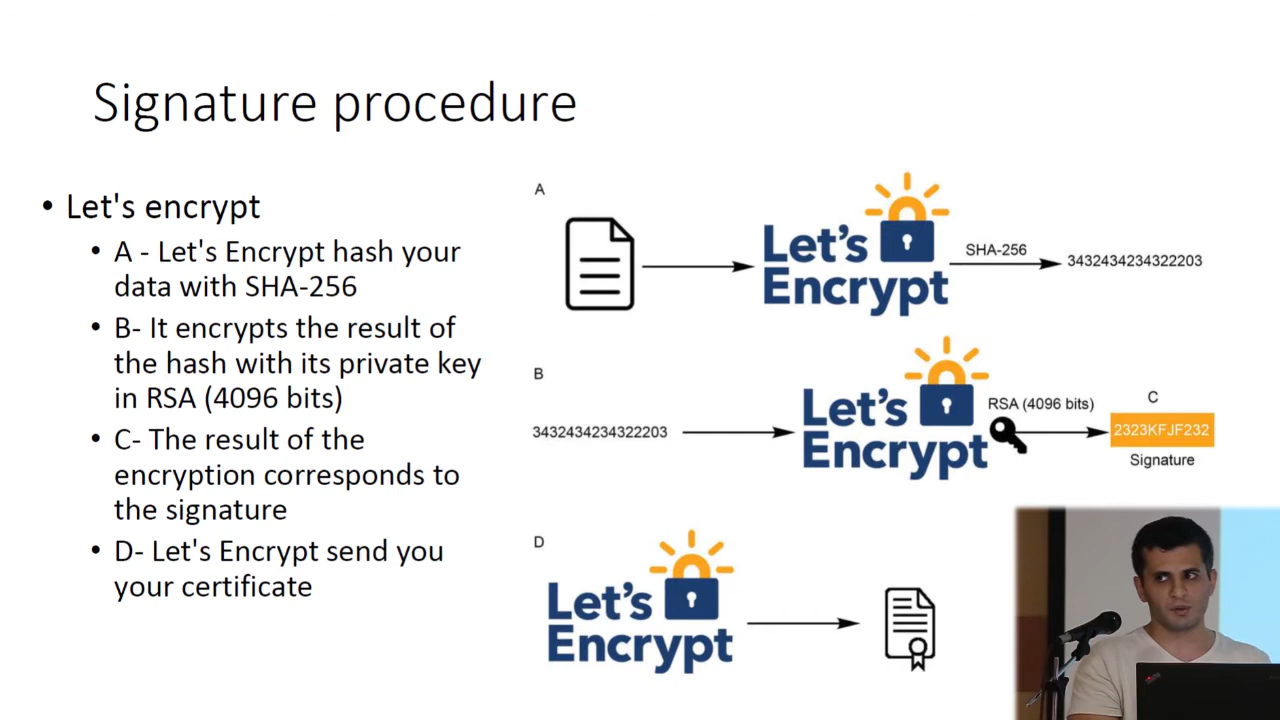 Signature procedure
• Let's encrypt
• A - Let's Encrypt hash your
data with SHA-256
• B- It encrypts the result of
the hash with its private key
in RSA (4096 bits)
• C- The result of the
encryption corresponds to
the signature
• D- Let's Encrypt send you
your certificate
A
Let's
Encrypt
SHA-256
3432434234322203
B
3432434234322203
Let's
Encrypt
RSA (4096 bits)
C
2323KFJF232
Signature
D
Let's
Encrypt